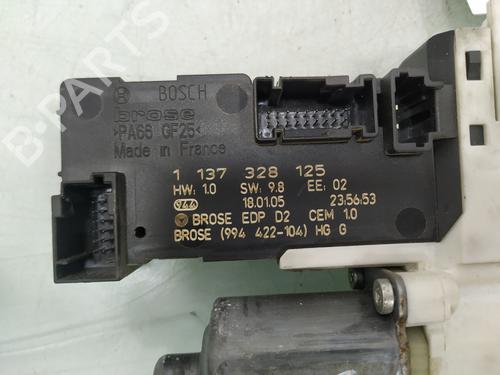 B-PARTS
BOSCH
brose
>PA66 GF25<
Made in France
1 137 328 125
HW: 1.0 SW: 9.8 EE: 02
944 18.01.05 23:56:53
BROSE EDP D2 CEM 1.0
BROSE (994 422-104) HG G